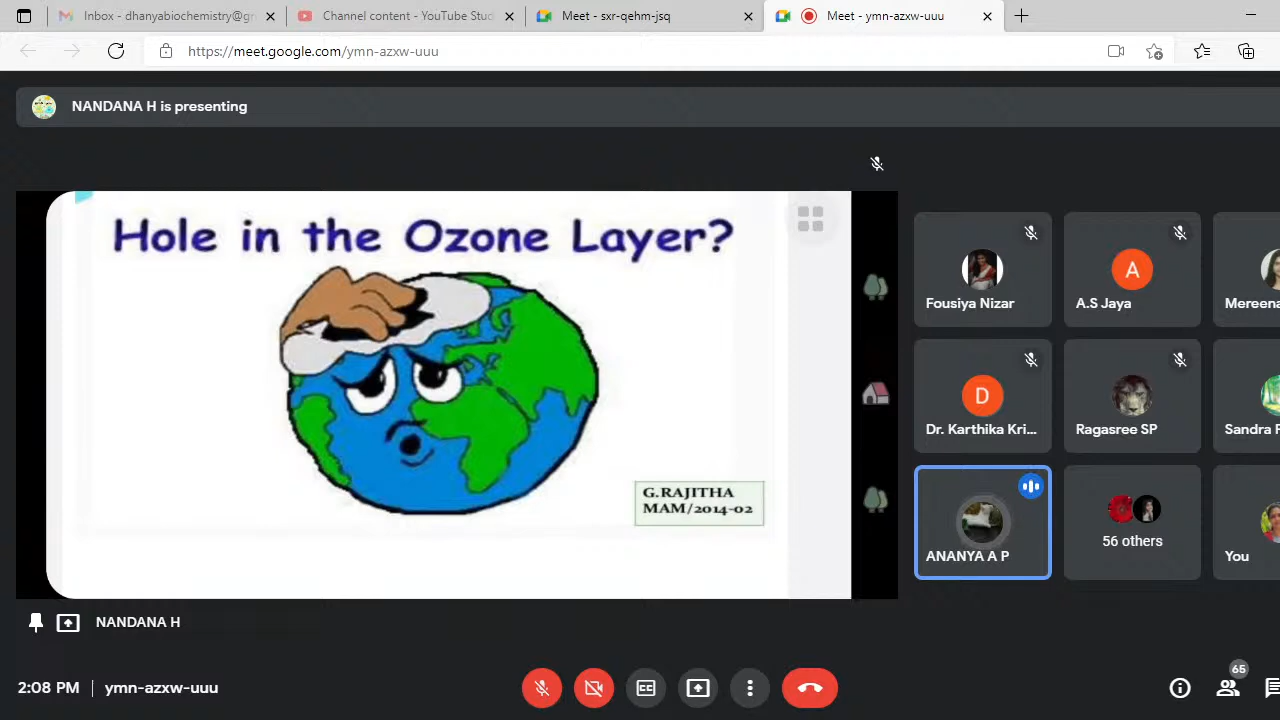 Inbox - dhanyabiochemistry@g
Channel content - YouTube Stud
Meet - sxr-qehm-jsq
Meet - ymn-azxw-uuu
https://meet.google.com/ymn-azxw-uuu
NANDANA H is presenting
Hole in the Ozone Layer?
G.RAJITHA
MAM/2014-02
Fousiya Nizar
A
A.S Jaya
Mereena
D
Dr. Karthika Kri...
Ragasree SP
Sandra
ANANYA A P
56 others
You
NANDANA H
2:08 PM
ymn-azxw-uuu
CC
65